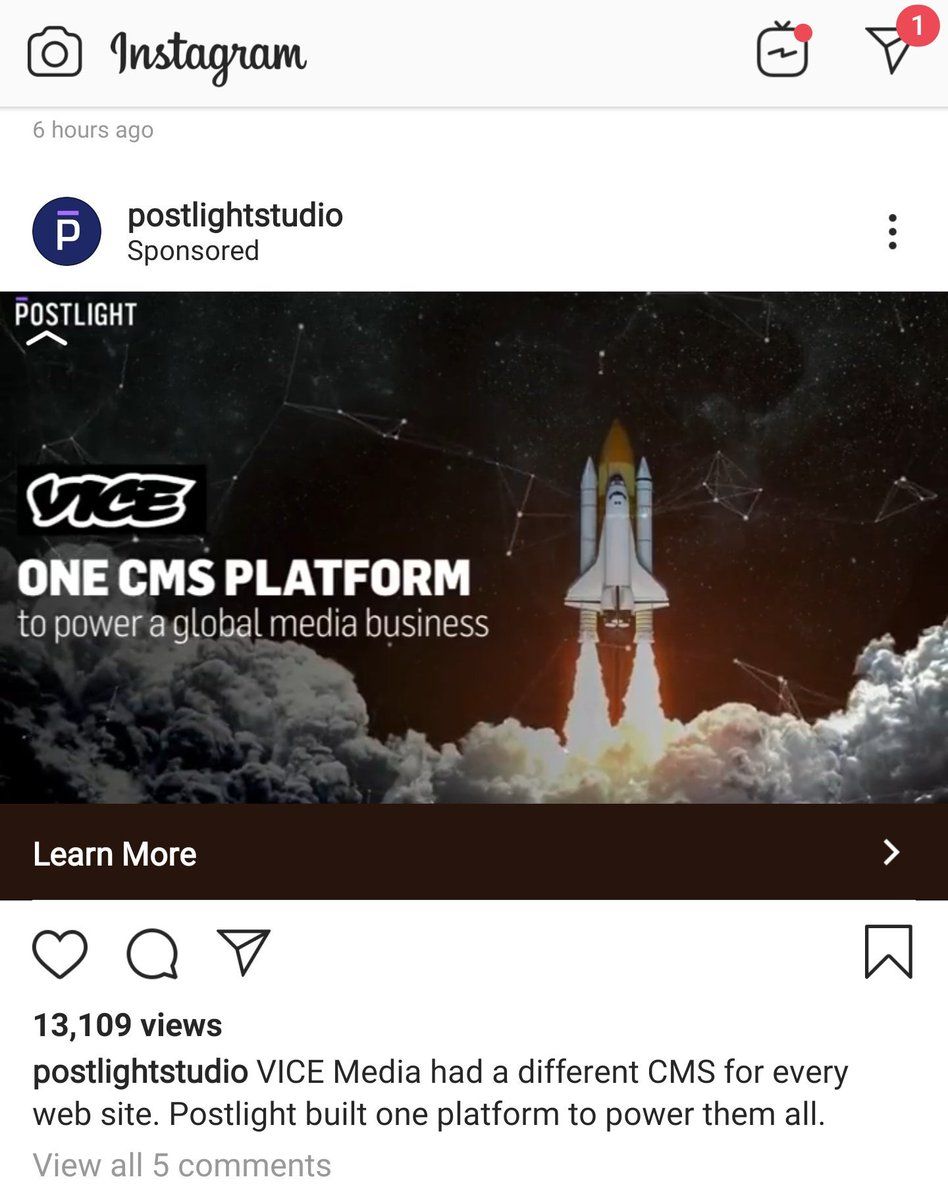 Instagram
1
6 hours ago
postlightstudio
Sponsored
POSTLIGHT
VICE
ONE CMS PLATFORM
to power a global media business
Learn More
13,109 views
postlightstudio VICE Media had a different CMS for every
web site. Postlight built one platform to power them all.
View all 5 comments